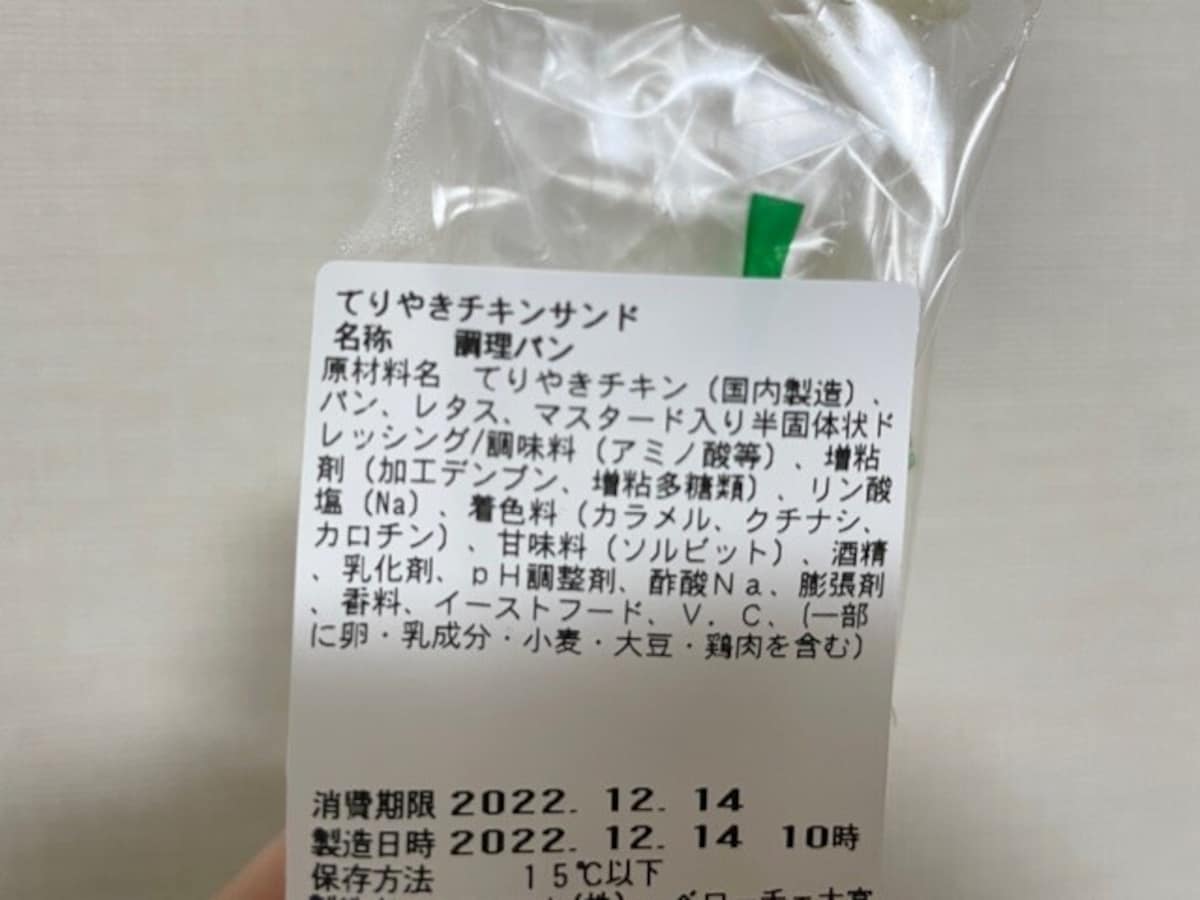 てりやきチキンサンド
名称　　調理パン
原材料名　てりやきチキン（国内製造）、
パン、レタス、マスタード入り半固体状ド
レッシング/調味料（アミノ酸等）、増粘
剤（加工デンプン、増粘多糖類）、リン酸
塩（Na）、着色料（カラメル、クチナシ、
カロチン）、甘味料（ソルビット）、酒精
、乳化剤、ｐＨ調整剤、酢酸Ｎａ、膨張剤
、香料、イーストフード、Ｖ．Ｃ、(一部
に卵・乳成分・小麦・大豆・鶏肉を含む）
消費期限 2022. 12. 14
製造日時 2022. 12. 14 10時
保存方法　　１５℃以下
（株）